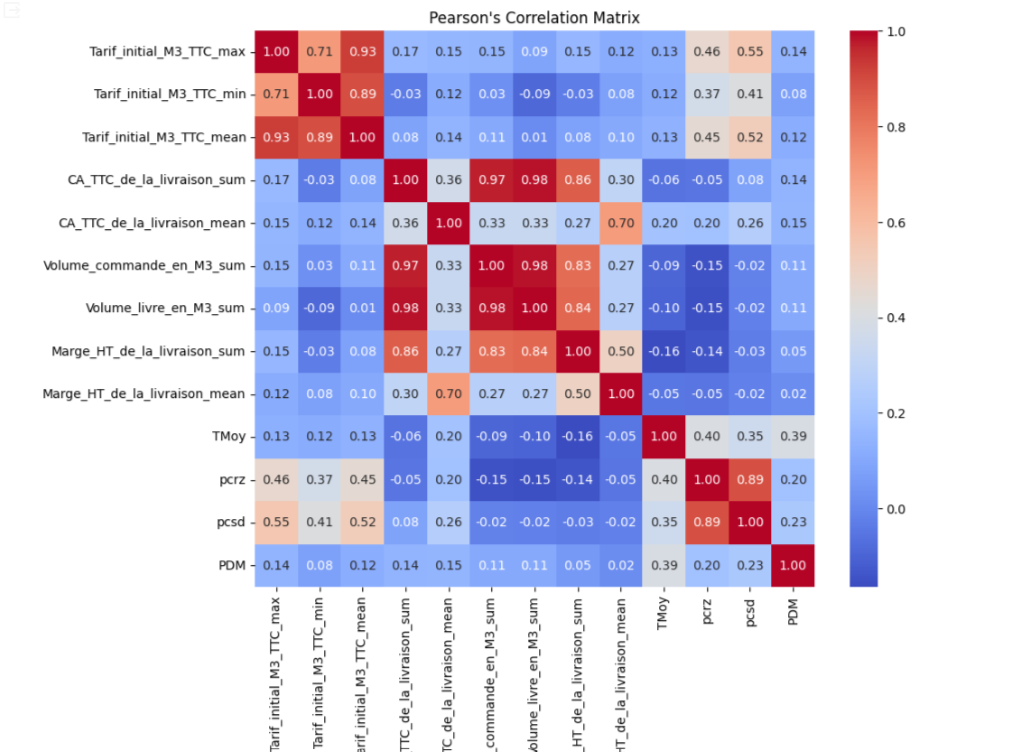 Pearson's Correlation Matrix
Tarif_initial_M3_TTC_max 1.00 0.71 0.93 0.17 0.15 0.15 0.09 0.15 0.12 0.13 0.46 0.55 0.14
Tarif_initial_M3_TTC_min 0.71 1.00 0.89 -0.03 0.12 0.03 -0.09 -0.03 0.08 0.12 0.37 0.41 0.08
Tarif_initial_M3_TTC_mean 0.93 0.89 1.00 0.08 0.14 0.11 0.01 0.08 0.10 0.13 0.45 0.52 0.12
CA_TTC_de_la_livraison_sum 0.17 -0.03 0.08 1.00 0.36 0.97 0.98 0.86 0.30 -0.06 -0.05 0.08 0.14
CA_TTC_de_la_livraison_mean 0.15 0.12 0.14 0.36 1.00 0.33 0.33 0.27 0.70 0.20 0.20 0.26 0.15
Volume_commande_en_M3_sum 0.15 0.03 0.11 0.97 0.33 1.00 0.98 0.83 0.27 -0.09 -0.15 -0.02 0.11
Volume_livre_en_M3_sum 0.09 -0.09 0.01 0.98 0.33 0.98 1.00 0.84 0.27 -0.10 -0.15 -0.02 0.11
Marge_HT_de_la_livraison_sum 0.15 -0.03 0.08 0.86 0.27 0.83 0.84 1.00 0.50 -0.16 -0.14 -0.03 0.05
Marge_HT_de_la_livraison_mean 0.12 0.08 0.10 0.30 0.70 0.27 0.27 0.50 1.00 -0.05 -0.05 -0.02 0.02
TMoy 0.13 0.12 0.13 -0.06 0.20 -0.09 -0.10 -0.16 -0.05 1.00 0.40 0.35 0.39
pcrz 0.46 0.37 0.45 -0.05 0.20 -0.15 -0.15 -0.14 -0.05 0.40 1.00 0.89 0.20
pcsd 0.55 0.41 0.52 0.08 0.26 -0.02 -0.02 -0.03 -0.02 0.35 0.89 1.00 0.23
PDM 0.14 0.08 0.12 0.14 0.15 0.11 0.11 0.05 0.02 0.39 0.20 0.23 1.00
Tarif_initial_M3_TTC_max
Tarif_initial_M3_TTC_min
arif_initial_M3_TTC_mean
TTC_de_la_livraison_sum
TC_de_la_livraison_mean
_commande_en_M3_sum
olume_livre_en_M3_sum
_HT_de_la_livraison_sum
HT_de_la_livraison_mean
TMoy
pcrz
pcsd
PDM
1.0
0.8
0.6
0.4
0.2
0.0